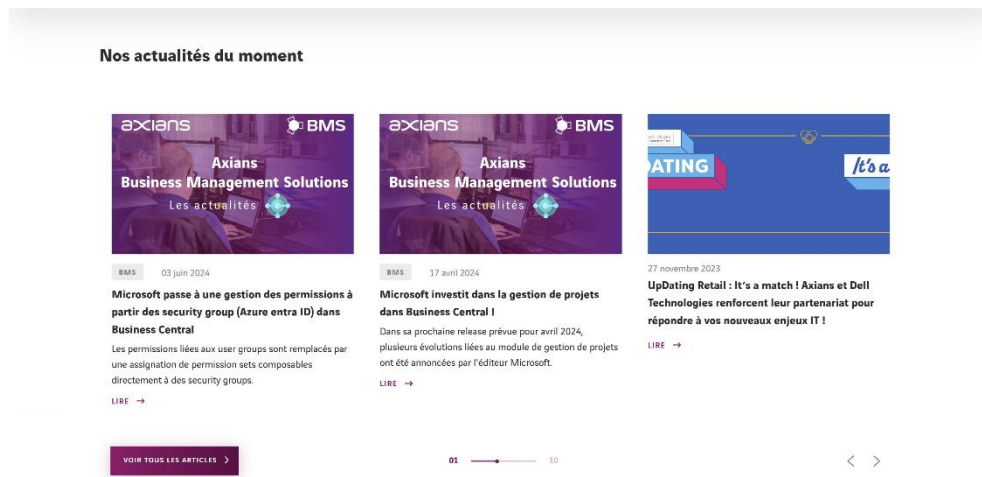 Nos actualités du moment
axians
BMS
Axians
Business Management Solutions
Les actualités
BMS
03 juin 2024
Microsoft passe à une gestion des permissions à
partir des security group (Azure entra ID) dans
Business Central
Les permissions liées aux user groups sont remplacés par
une assignation de permission sets composables
directement à des security groups.
LIRE →
axians
BMS
Axians
Business Management Solutions
Les actualités
BMS
17 avril 2024
Microsoft investit dans la gestion de projets
dans Business Central !
Dans sa prochaine release prévue pour avril 2024,
plusieurs évolutions liées au module de gestion de projets
ont été annoncées par l'éditeur Microsoft.
LIRE →
DATING
It's a
27 novembre 2023
UpDating Retail : It's a match ! Axians et Dell
Technologies renforcent leur partenariat pour
répondre à vos nouveaux enjeux IT !
LIRE →
VOIR TOUS LES ARTICLES >
01
10
< >